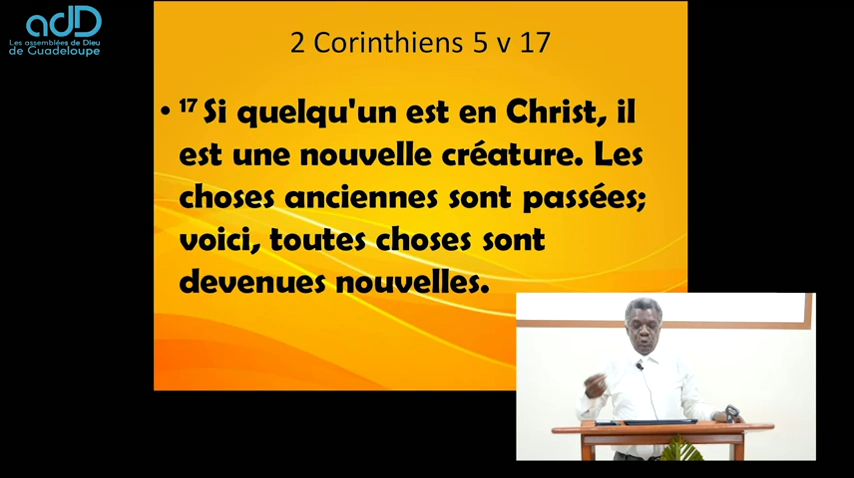 add
Les assemblées de Dieu
de Guadeloupe
2 Corinthiens 5 v 17
• 17 Si quelqu'un est en Christ, il
est une nouvelle créature. Les
choses anciennes sont passées;
voici, toutes choses sont
devenues nouvelles.